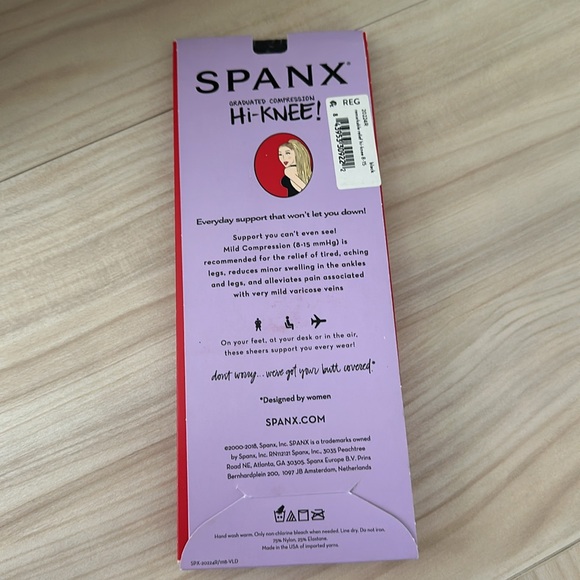 SPANX®
GRADUATED COMPRESSION
Hi-KNEE!
REG
20224R
black
Everyday support that won't let you down!
Support you can't even see!
Mild Compression (8-15 mmHg) is
recommended for the relief of tired, aching
legs, reduces minor swelling in the ankles
and legs, and alleviates pain associated
with very mild varicose veins
On your feet, at your desk or in the air,
these sheers support you every wear!
don't worry...we've got your butt covered!*
*Designed by women
SPANX.COM
©2000-2018, Spanx, Inc. SPANX is a trademarks owned
by Spanx, Inc. RN112121 Spanx, Inc., 3035 Peachtree
Road NE, Atlanta, GA 30305. Spanx Europe B.V. Prins
Bernhardplein 200, 1097 JB Amsterdam, Netherlands
Hand wash warm. Only non-chlorine bleach when needed. Line dry. Do not iron.
75% Nylon, 25% Elastane.
Made in the USA of imported yarns.